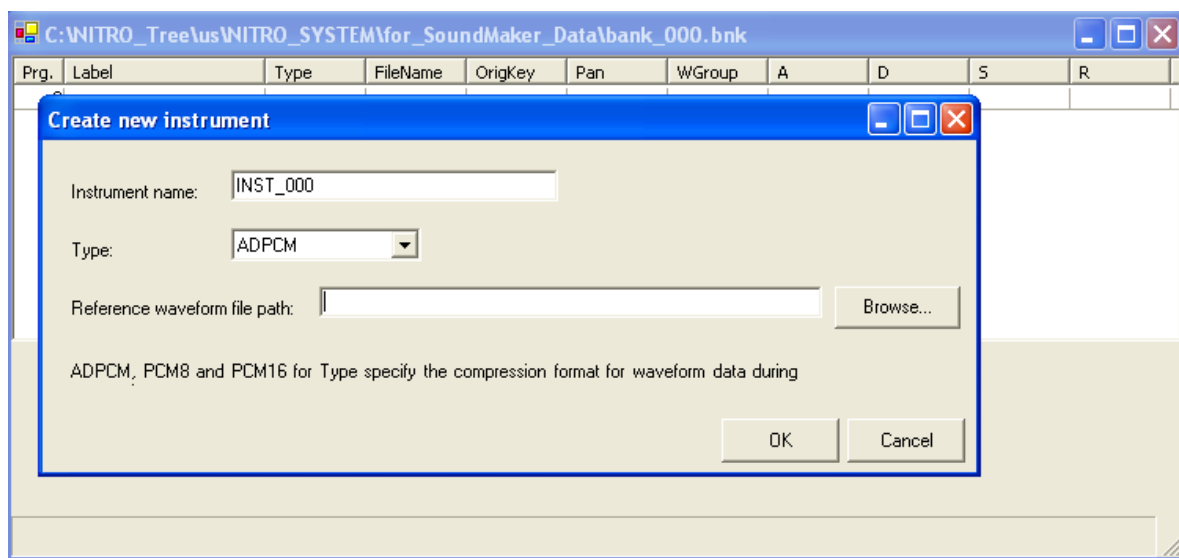 C:\NITRO_Tree\us\NITRO_SYSTEM\for_SoundMaker_Data\bank_000.bnk
Prg. Label Type FileName OrigKey Pan WGroup A D S R
Create new instrument
Instrument name: INST_000
Type: ADPCM
Reference waveform file path: Browse...
ADPCM, PCM8 and PCM16 for Type specify the compression format for waveform data during
OK Cancel